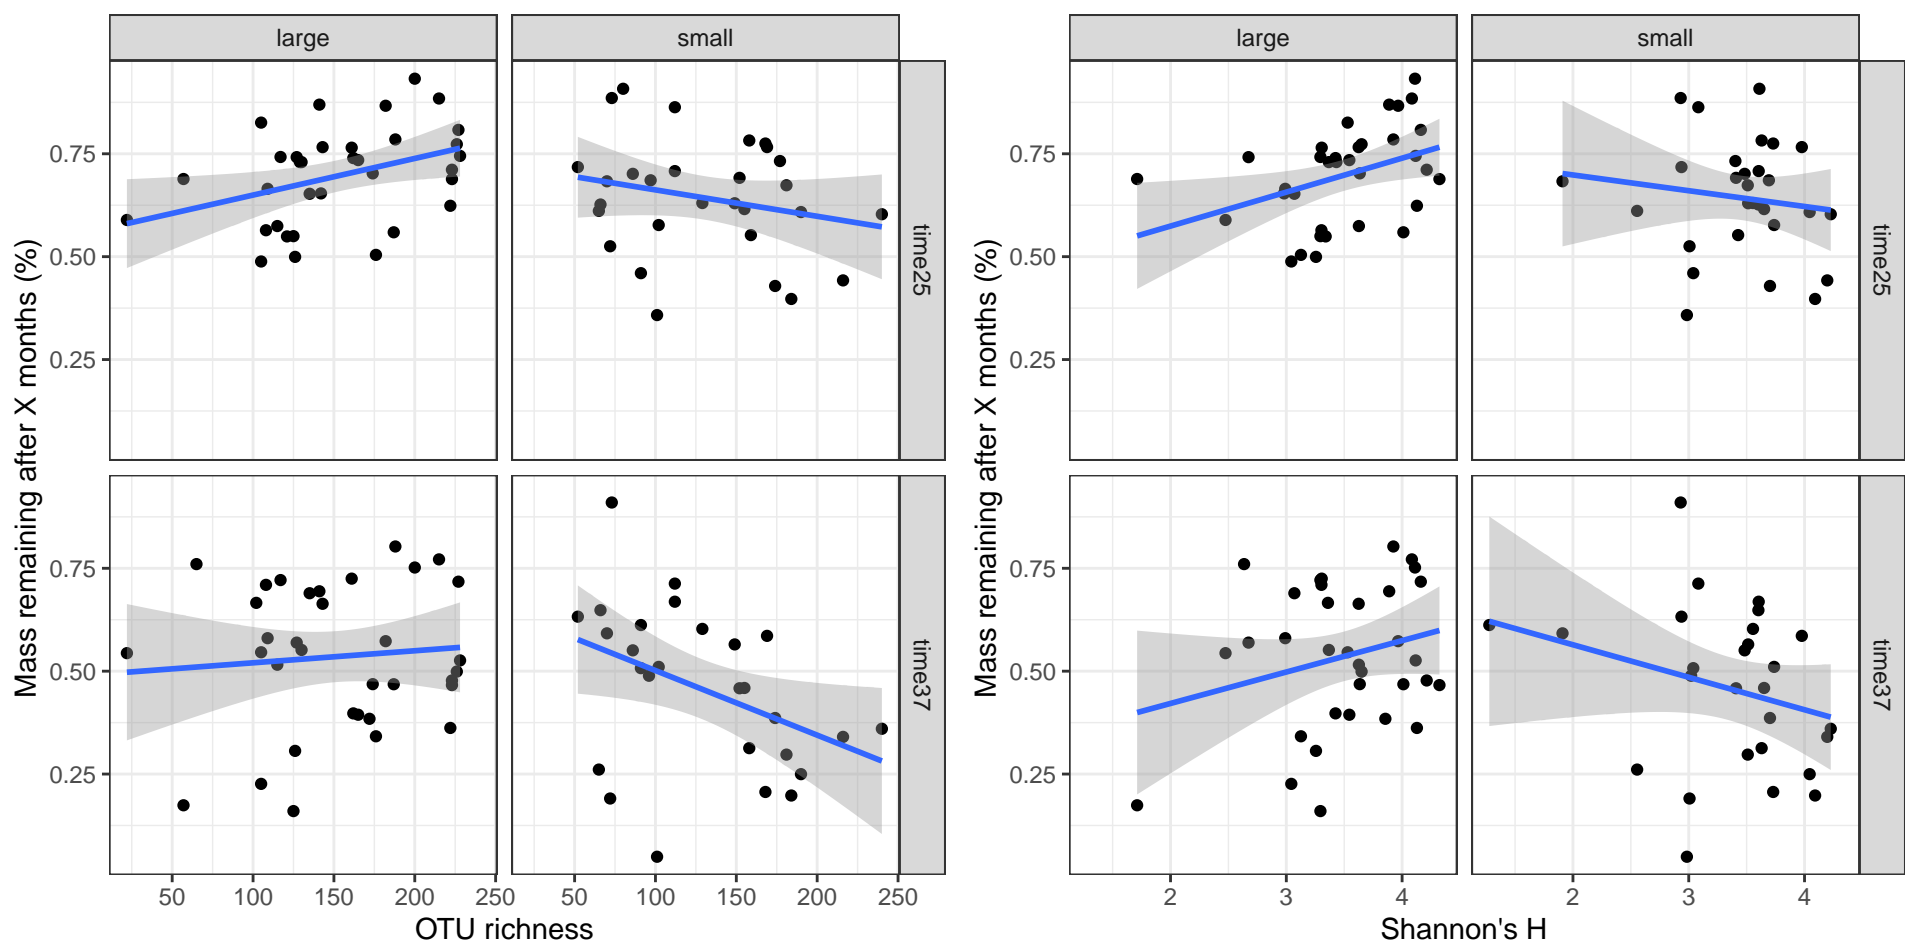 large
small
large
small
Mass remaining after X months (%)
0.75
0.50
0.25
time25
Mass remaining after X months (%)
0.75
0.50
0.25
time25
0.75
0.50
0.25
time37
0.75
0.50
0.25
time37
50 100 150 200 250 50 100 150 200 250
2 3 4 2 3 4
OTU richness
Shannon's H